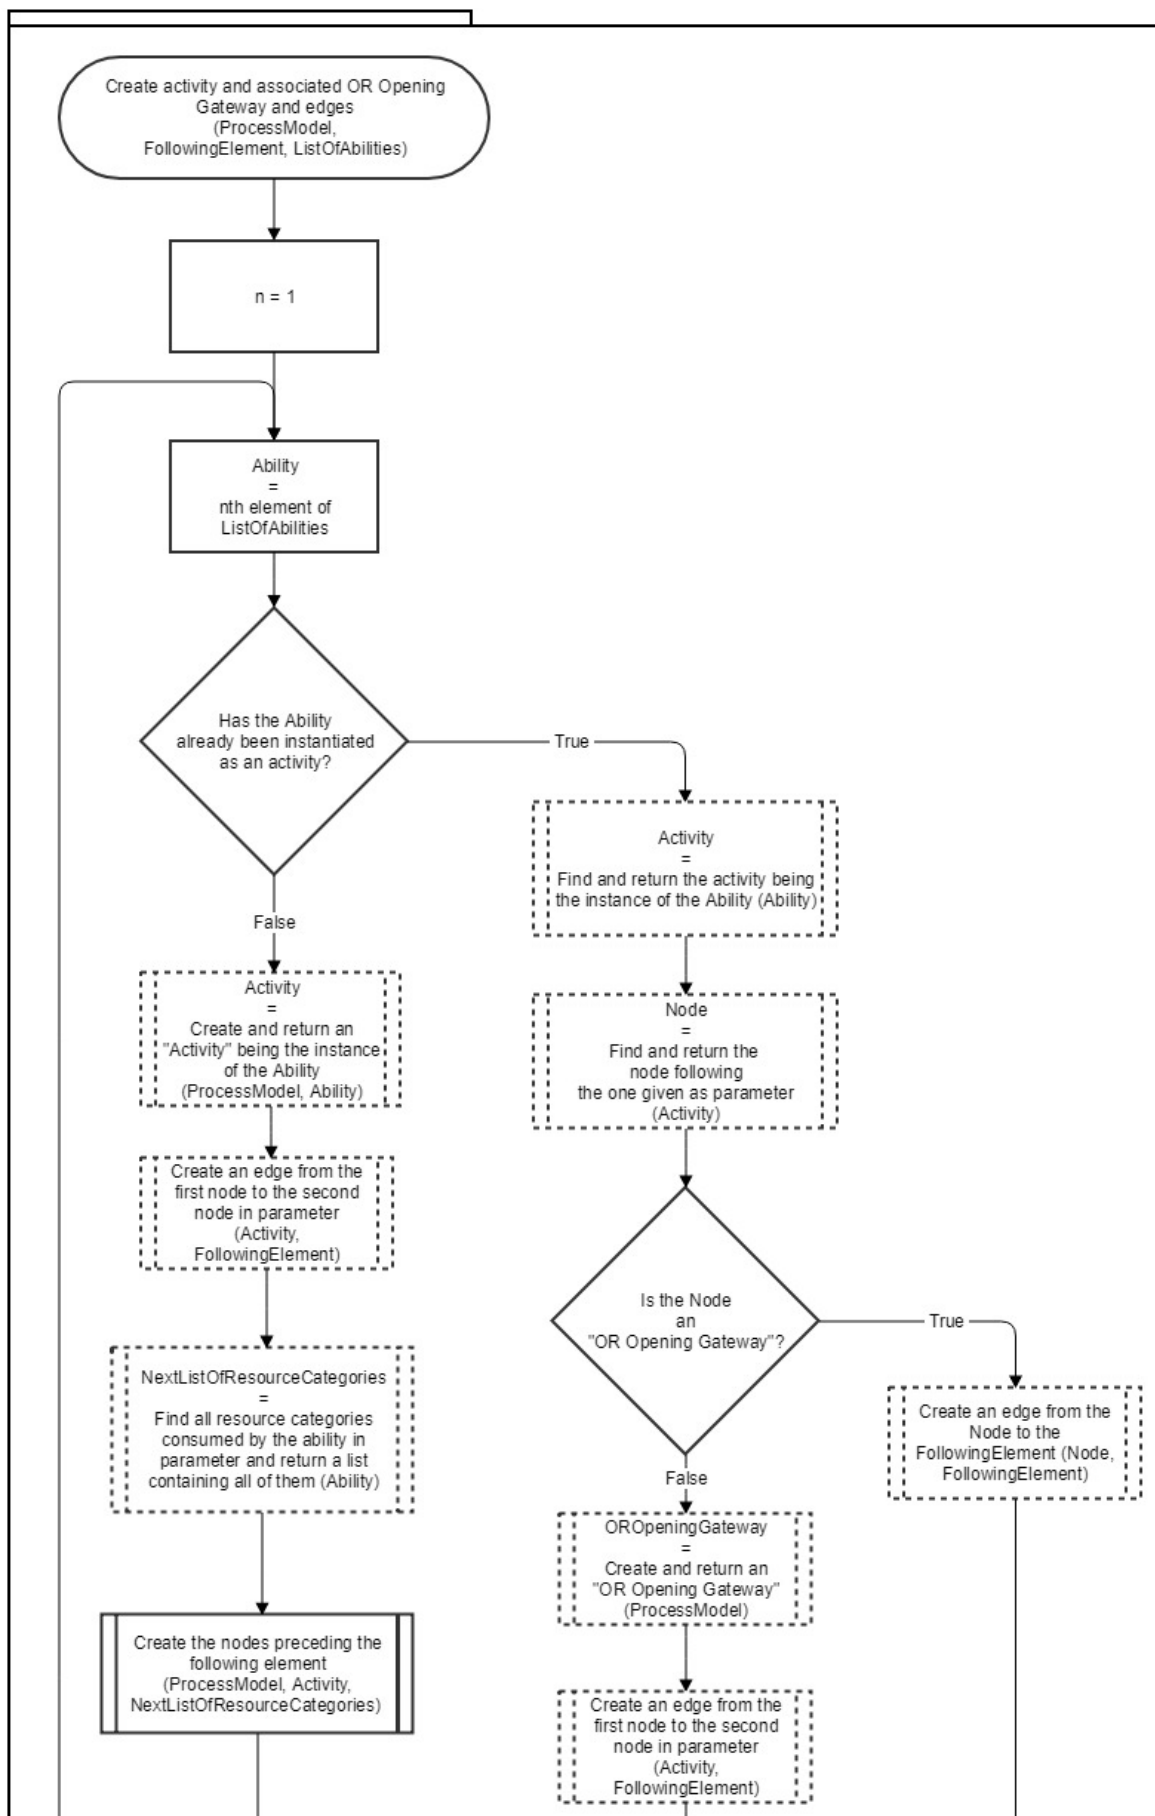 Create activity and associated OR Opening
Gateway and edges
(ProcessModel,
FollowingElement, ListOfAbilities)
n = 1
Ability
=
nth element of
ListOfAbilities
Has the Ability
already been instantiated
as an activity?
True
False
Activity
=
Find and return the activity being
the instance of the Ability (Ability)
Activity
=
Create and return an
"Activity" being the instance
of the Ability
(ProcessModel, Ability)
Node
=
Find and return the
node following
the one given as parameter
(Activity)
Create an edge from the
first node to the second
node in parameter
(Activity,
FollowingElement)
Is the Node
an
"OR Opening Gateway"?
True
False
NextListOfResourceCategories
=
Find all resource categories
consumed by the ability in
parameter and return a list
containing all of them (Ability)
Create an edge from the
Node to the
FollowingElement (Node,
FollowingElement)
OROpeningGateway
=
Create and return an
"OR Opening Gateway"
(ProcessModel)
Create the nodes preceding the
following element
(ProcessModel, Activity,
NextListOfResourceCategories)
Create an edge from the
first node to the second
node in parameter
(Activity,
FollowingElement)